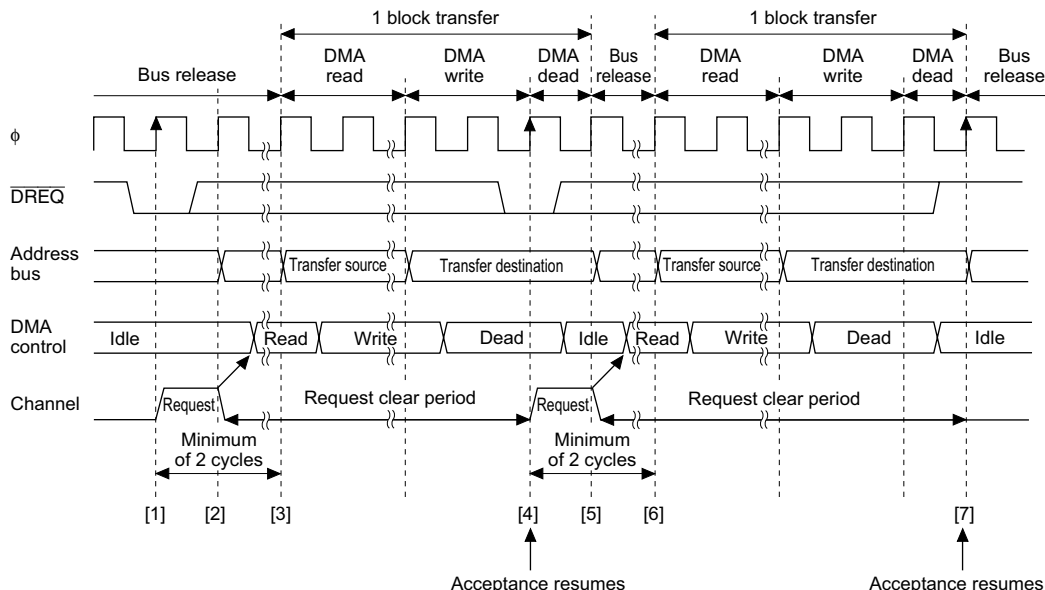 1 block transfer 1 block transfer
Bus release DMA read DMA write DMA dead Bus release DMA read DMA write DMA dead Bus release
ϕ
DREQ
Address bus Transfer source Transfer destination Transfer source Transfer destination
DMA control Idle Read Write Dead Idle Read Write Dead Idle
Channel Request Request clear period Request Request clear period
Minimum of 2 cycles Minimum of 2 cycles
[1] [2] [3] [4] [5] [6] [7]
Acceptance resumes Acceptance resumes